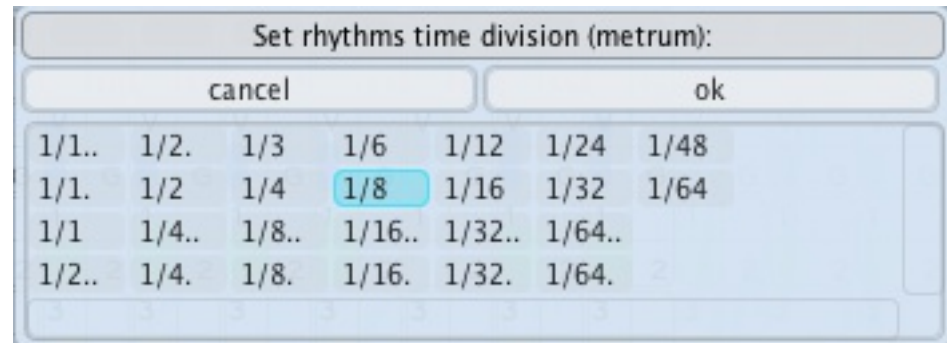 Set rhythms time division (metrum):
cancel ok
1/1.. 1/2. 1/3 1/6 1/12 1/24 1/48
1/1. 1/2 1/4 1/8 1/16 1/32 1/64
1/1 1/4.. 1/8.. 1/16.. 1/32.. 1/64..
1/2.. 1/4. 1/8. 1/16. 1/32. 1/64.